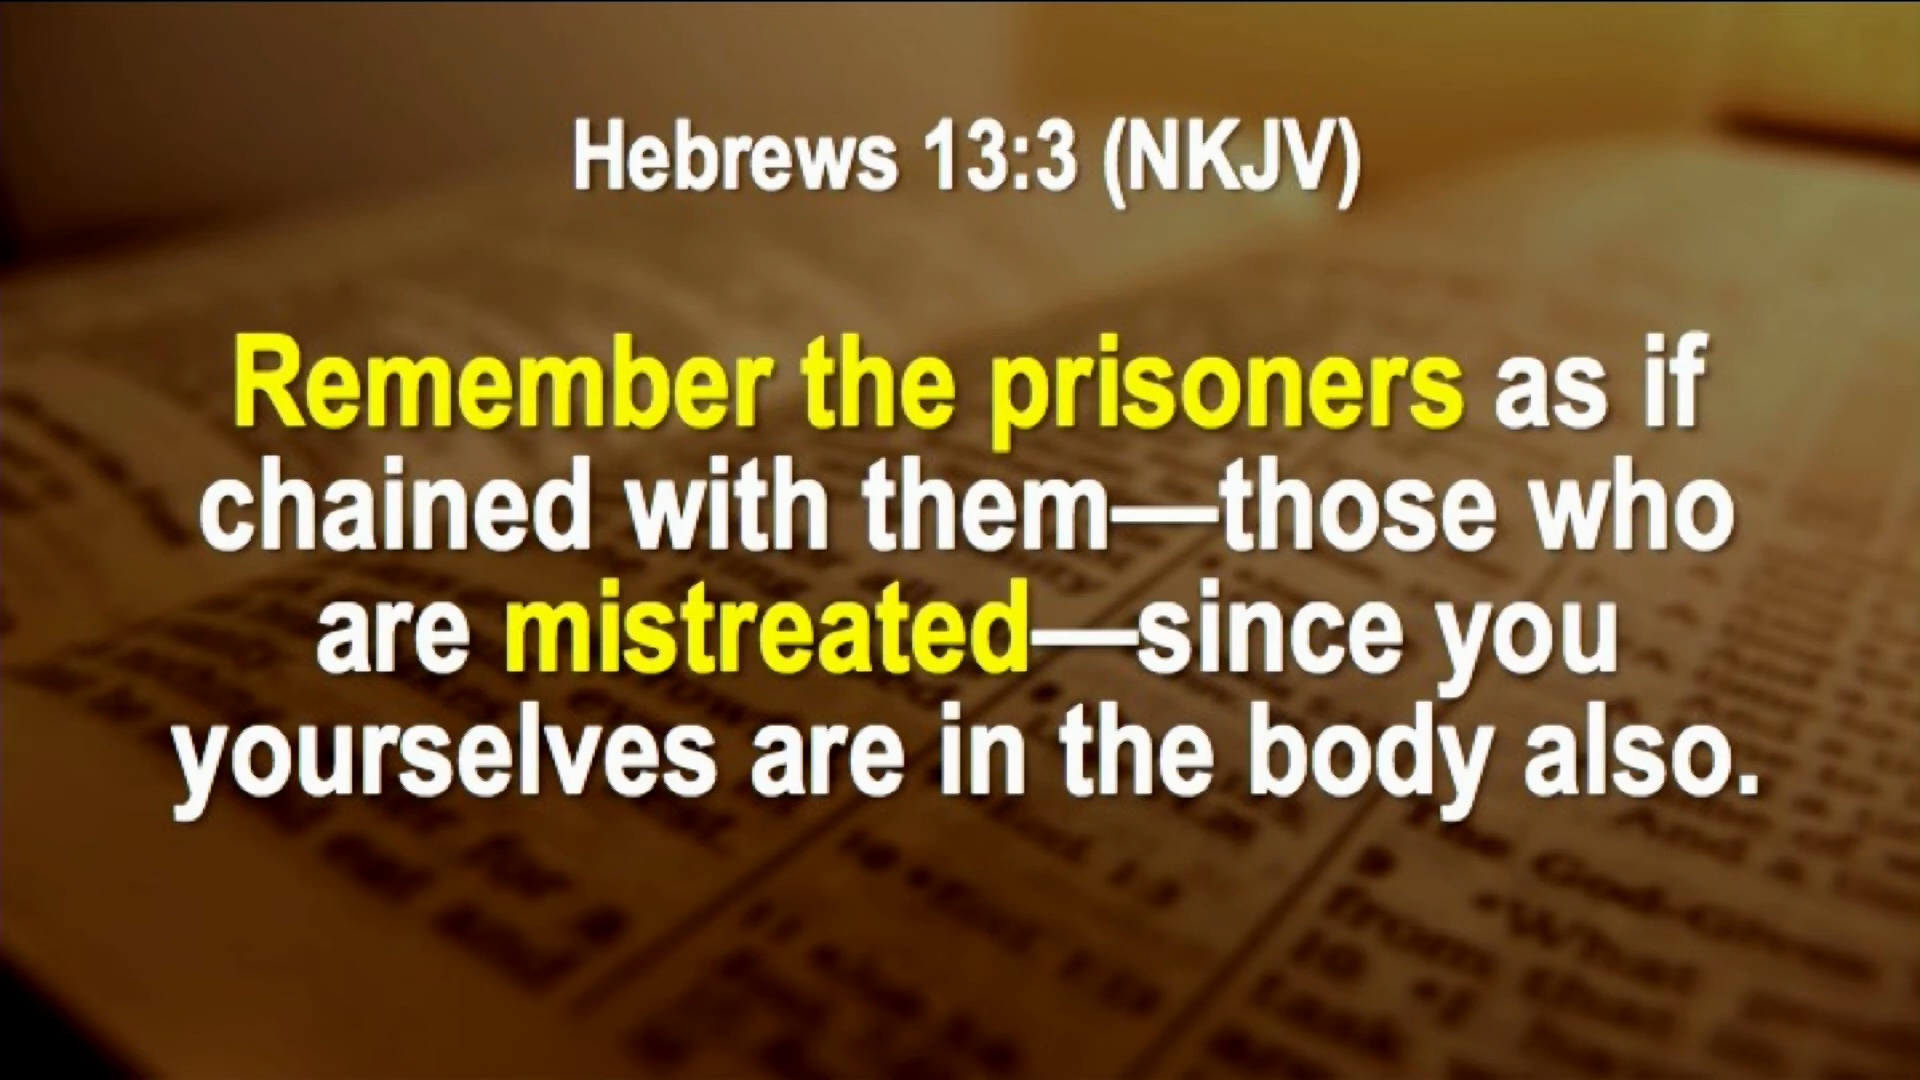 Hebrews 13:3 (NKJV)
Remember the prisoners as if
chained with them—those who
are mistreated—since you
yourselves are in the body also.